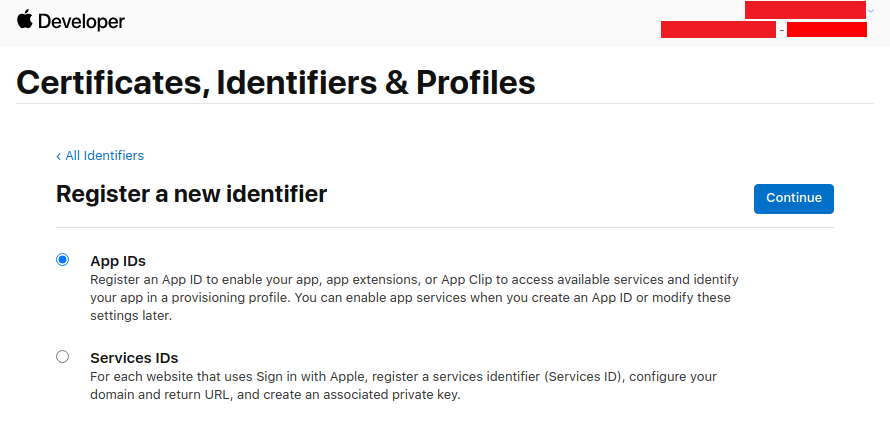 Developer
-
Certificates, Identifiers & Profiles
‹ All Identifiers
Register a new identifier
Continue
App IDs
Register an App ID to enable your app, app extensions, or App Clip to access available services and identify
your app in a provisioning profile. You can enable app services when you create an App ID or modify these
settings later.
Services IDs
For each website that uses Sign in with Apple, register a services identifier (Services ID), configure your
domain and return URL, and create an associated private key.